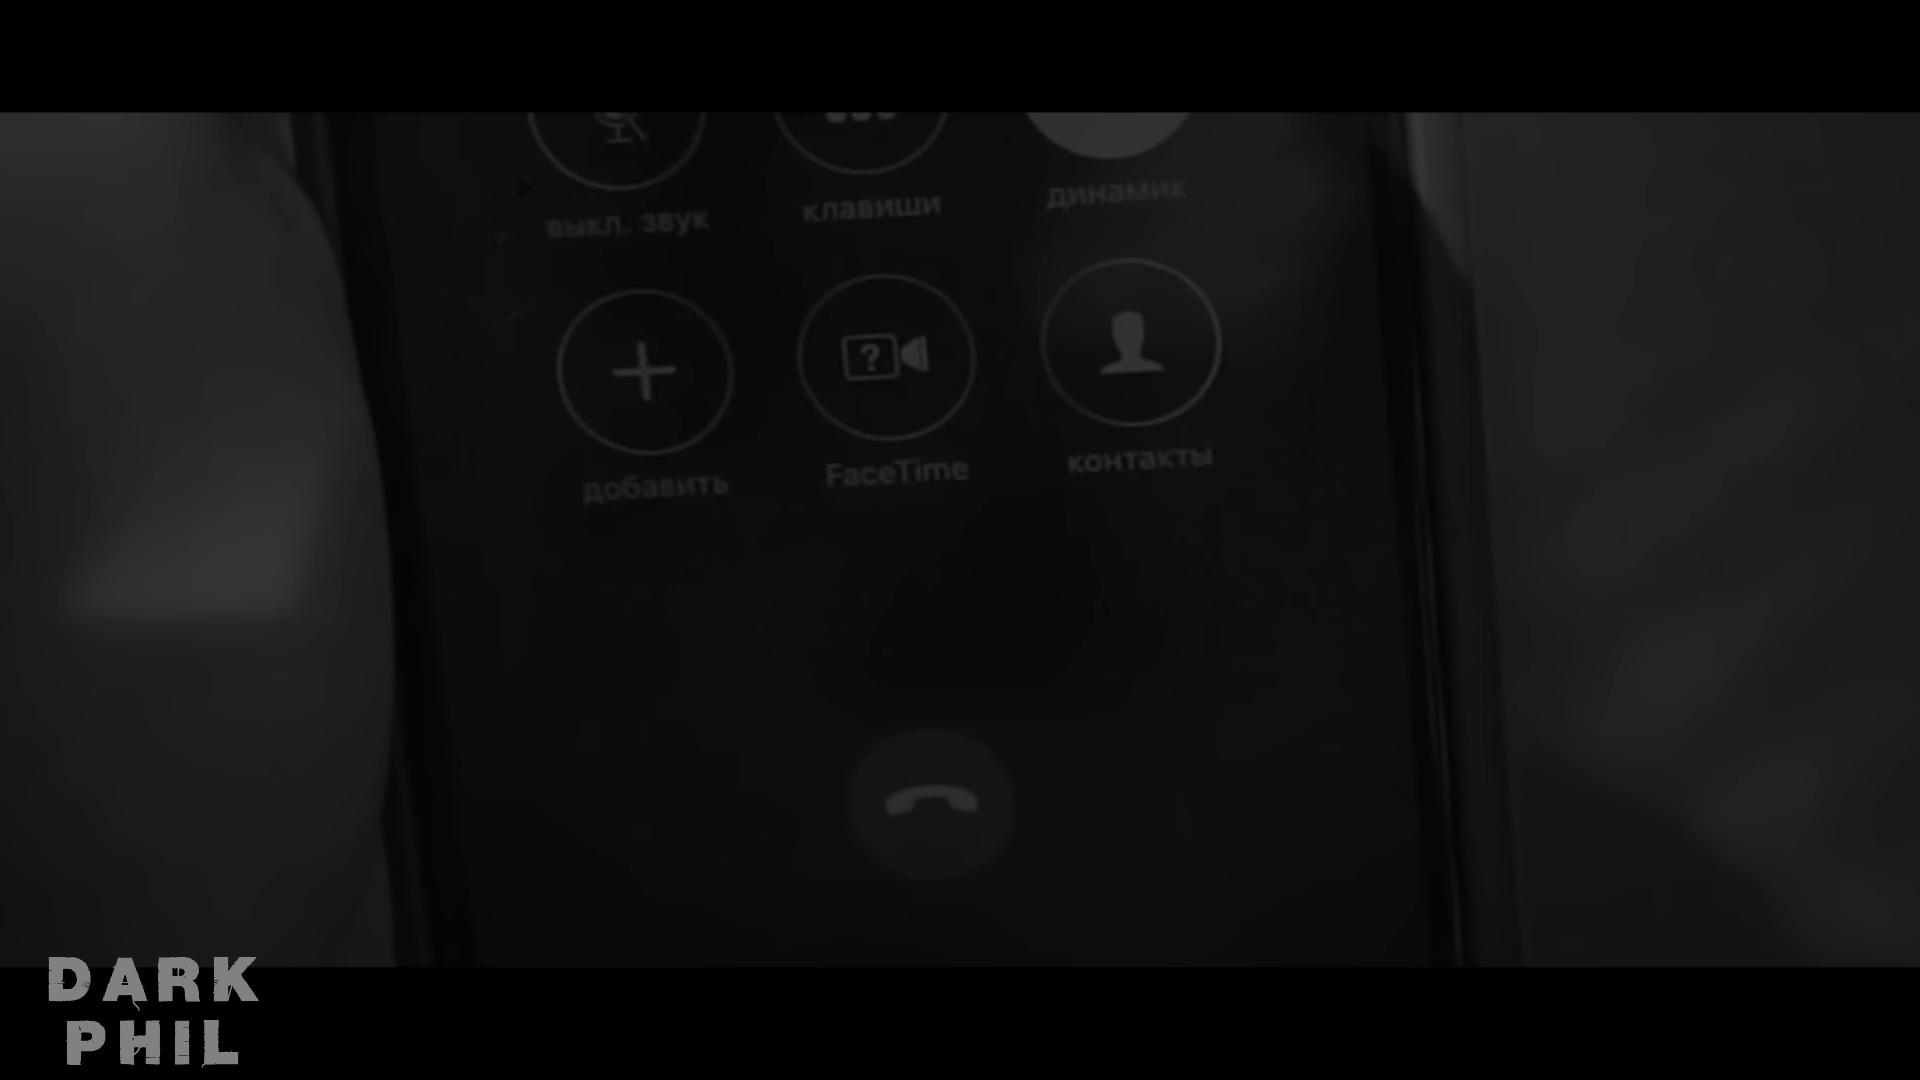 выкл. звук
клавиши
динамик
добавить
FaceTime
контакты
DARK
PHIL